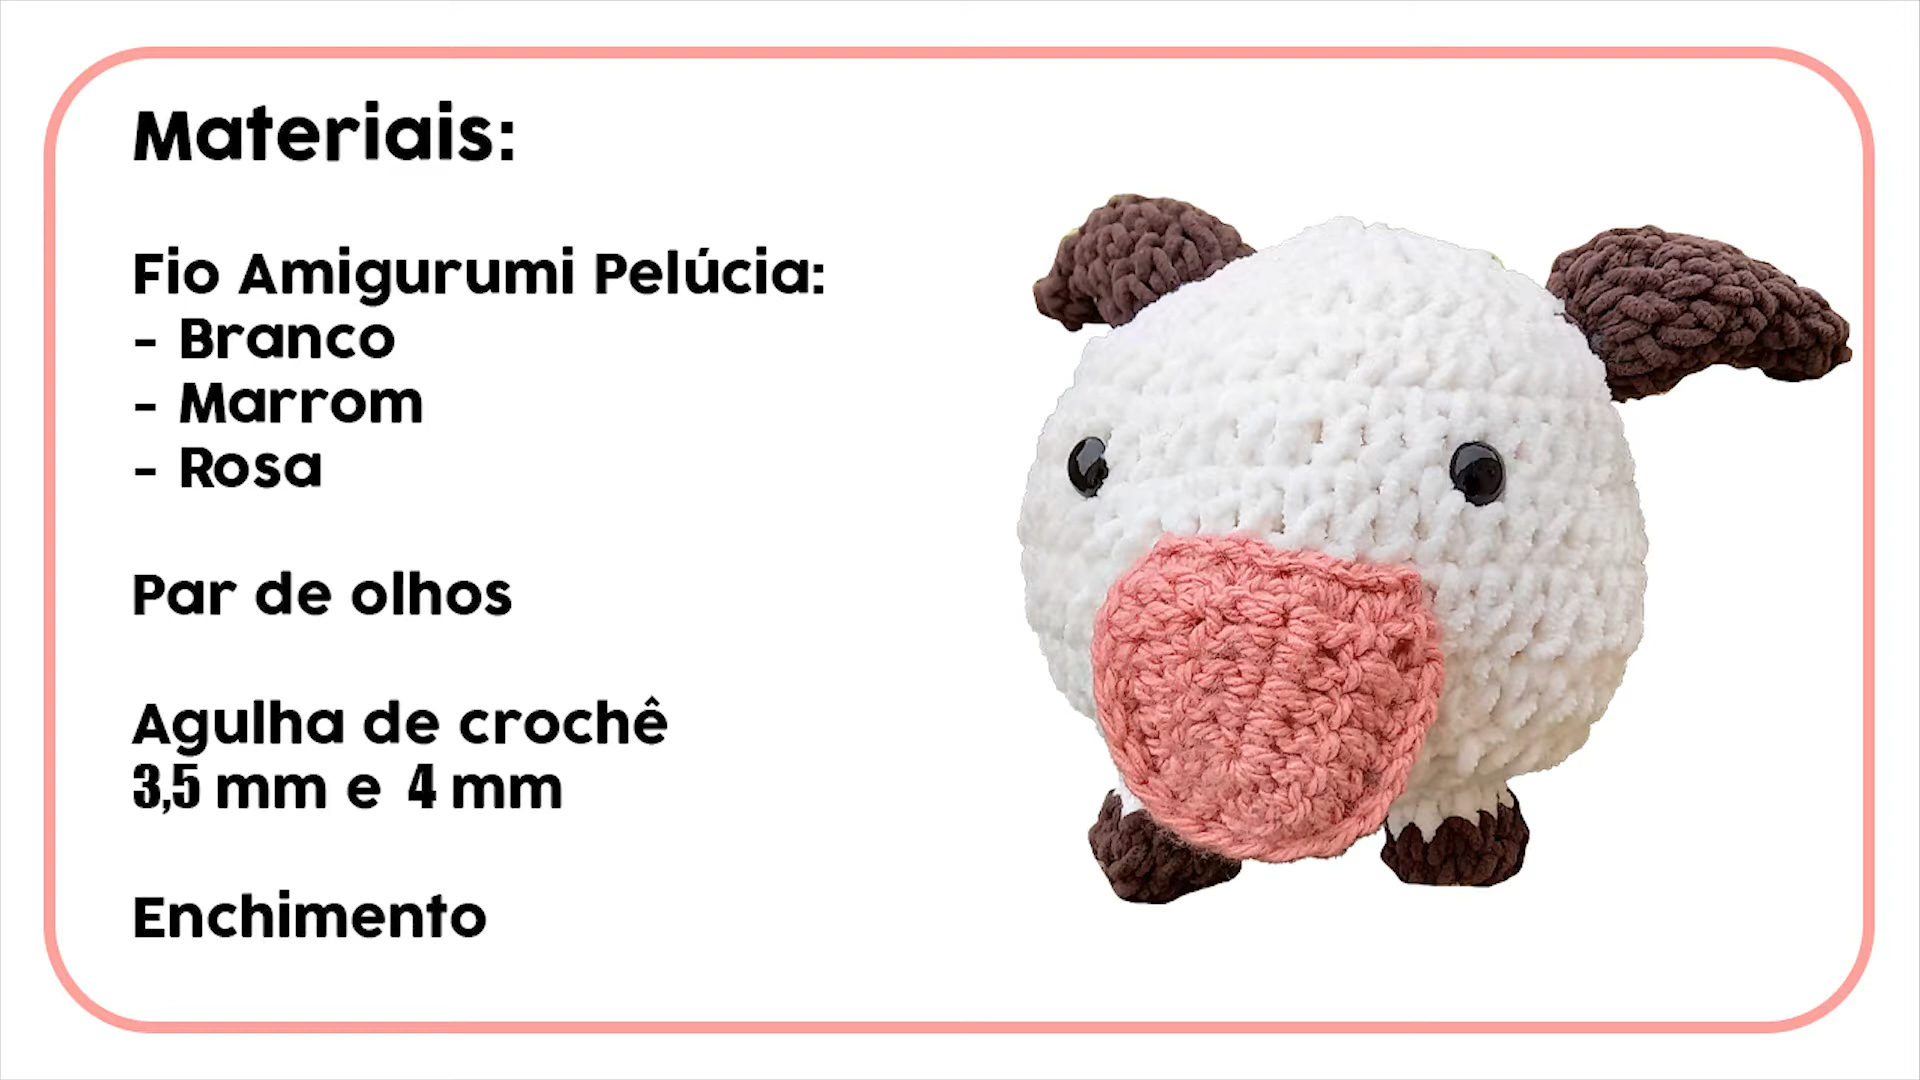 Materiais:
Fio Amigurumi Pelúcia:
- Branco
- Marrom
- Rosa
Par de olhos
Agulha de crochê
3,5 mm e 4 mm
Enchimento